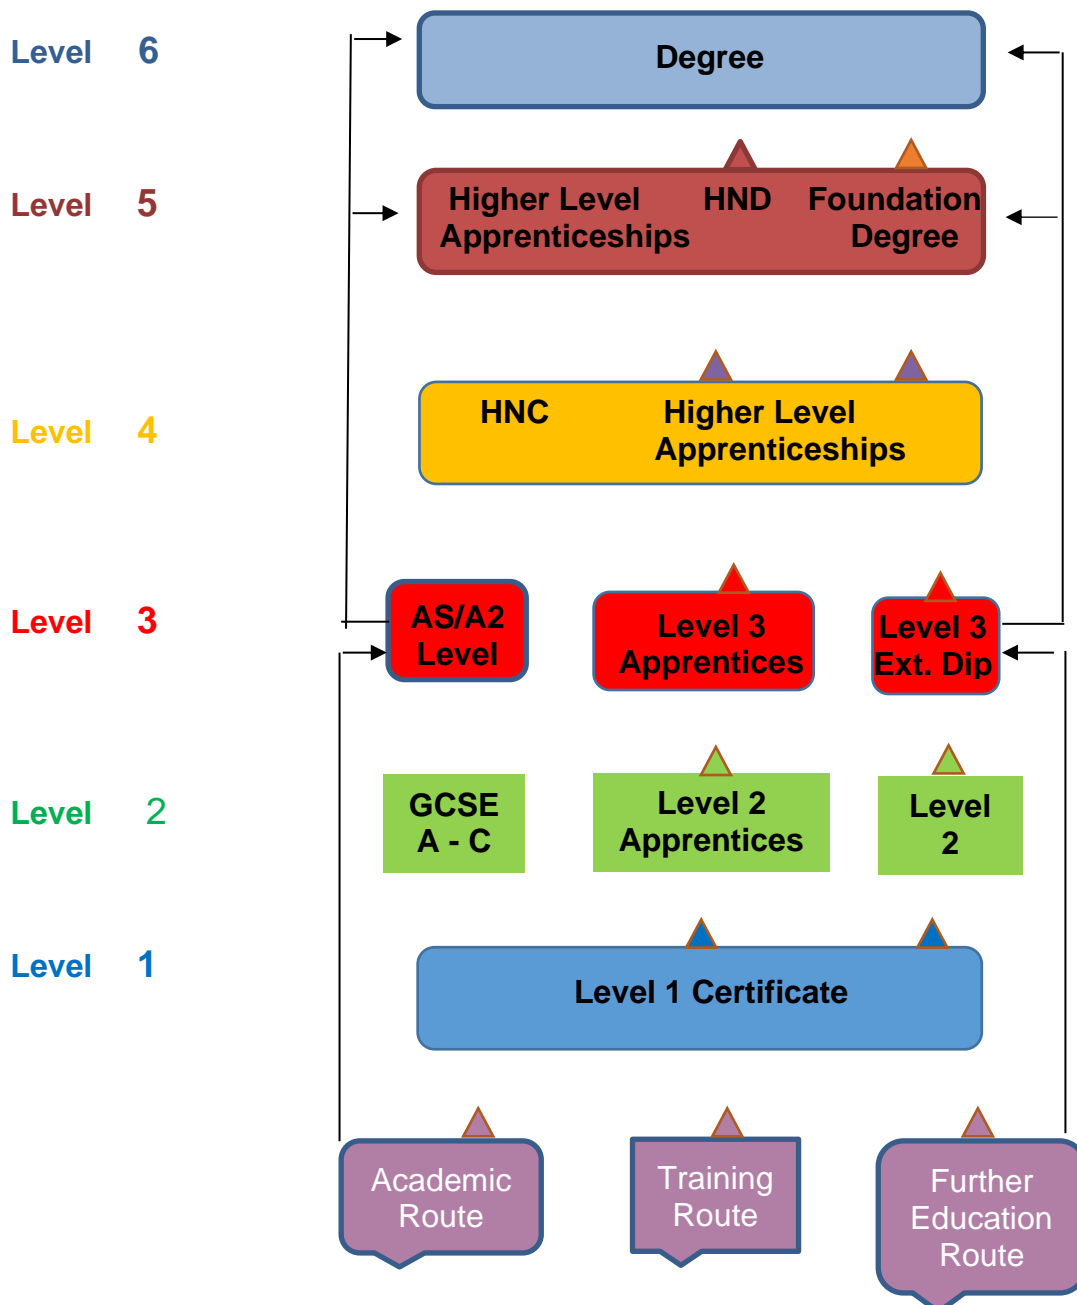 Level 6
Degree
Level 5
Higher Level HND Foundation
Apprenticeships Degree
Level 4
HNC Higher Level
Apprenticeships
Level 3
AS/A2
Level
Level 3
Apprentices
Level 3
Ext. Dip
Level 2
GCSE
A - C
Level 2
Apprentices
Level
2
Level 1
Level 1 Certificate
Academic
Route
Training
Route
Further
Education
Route